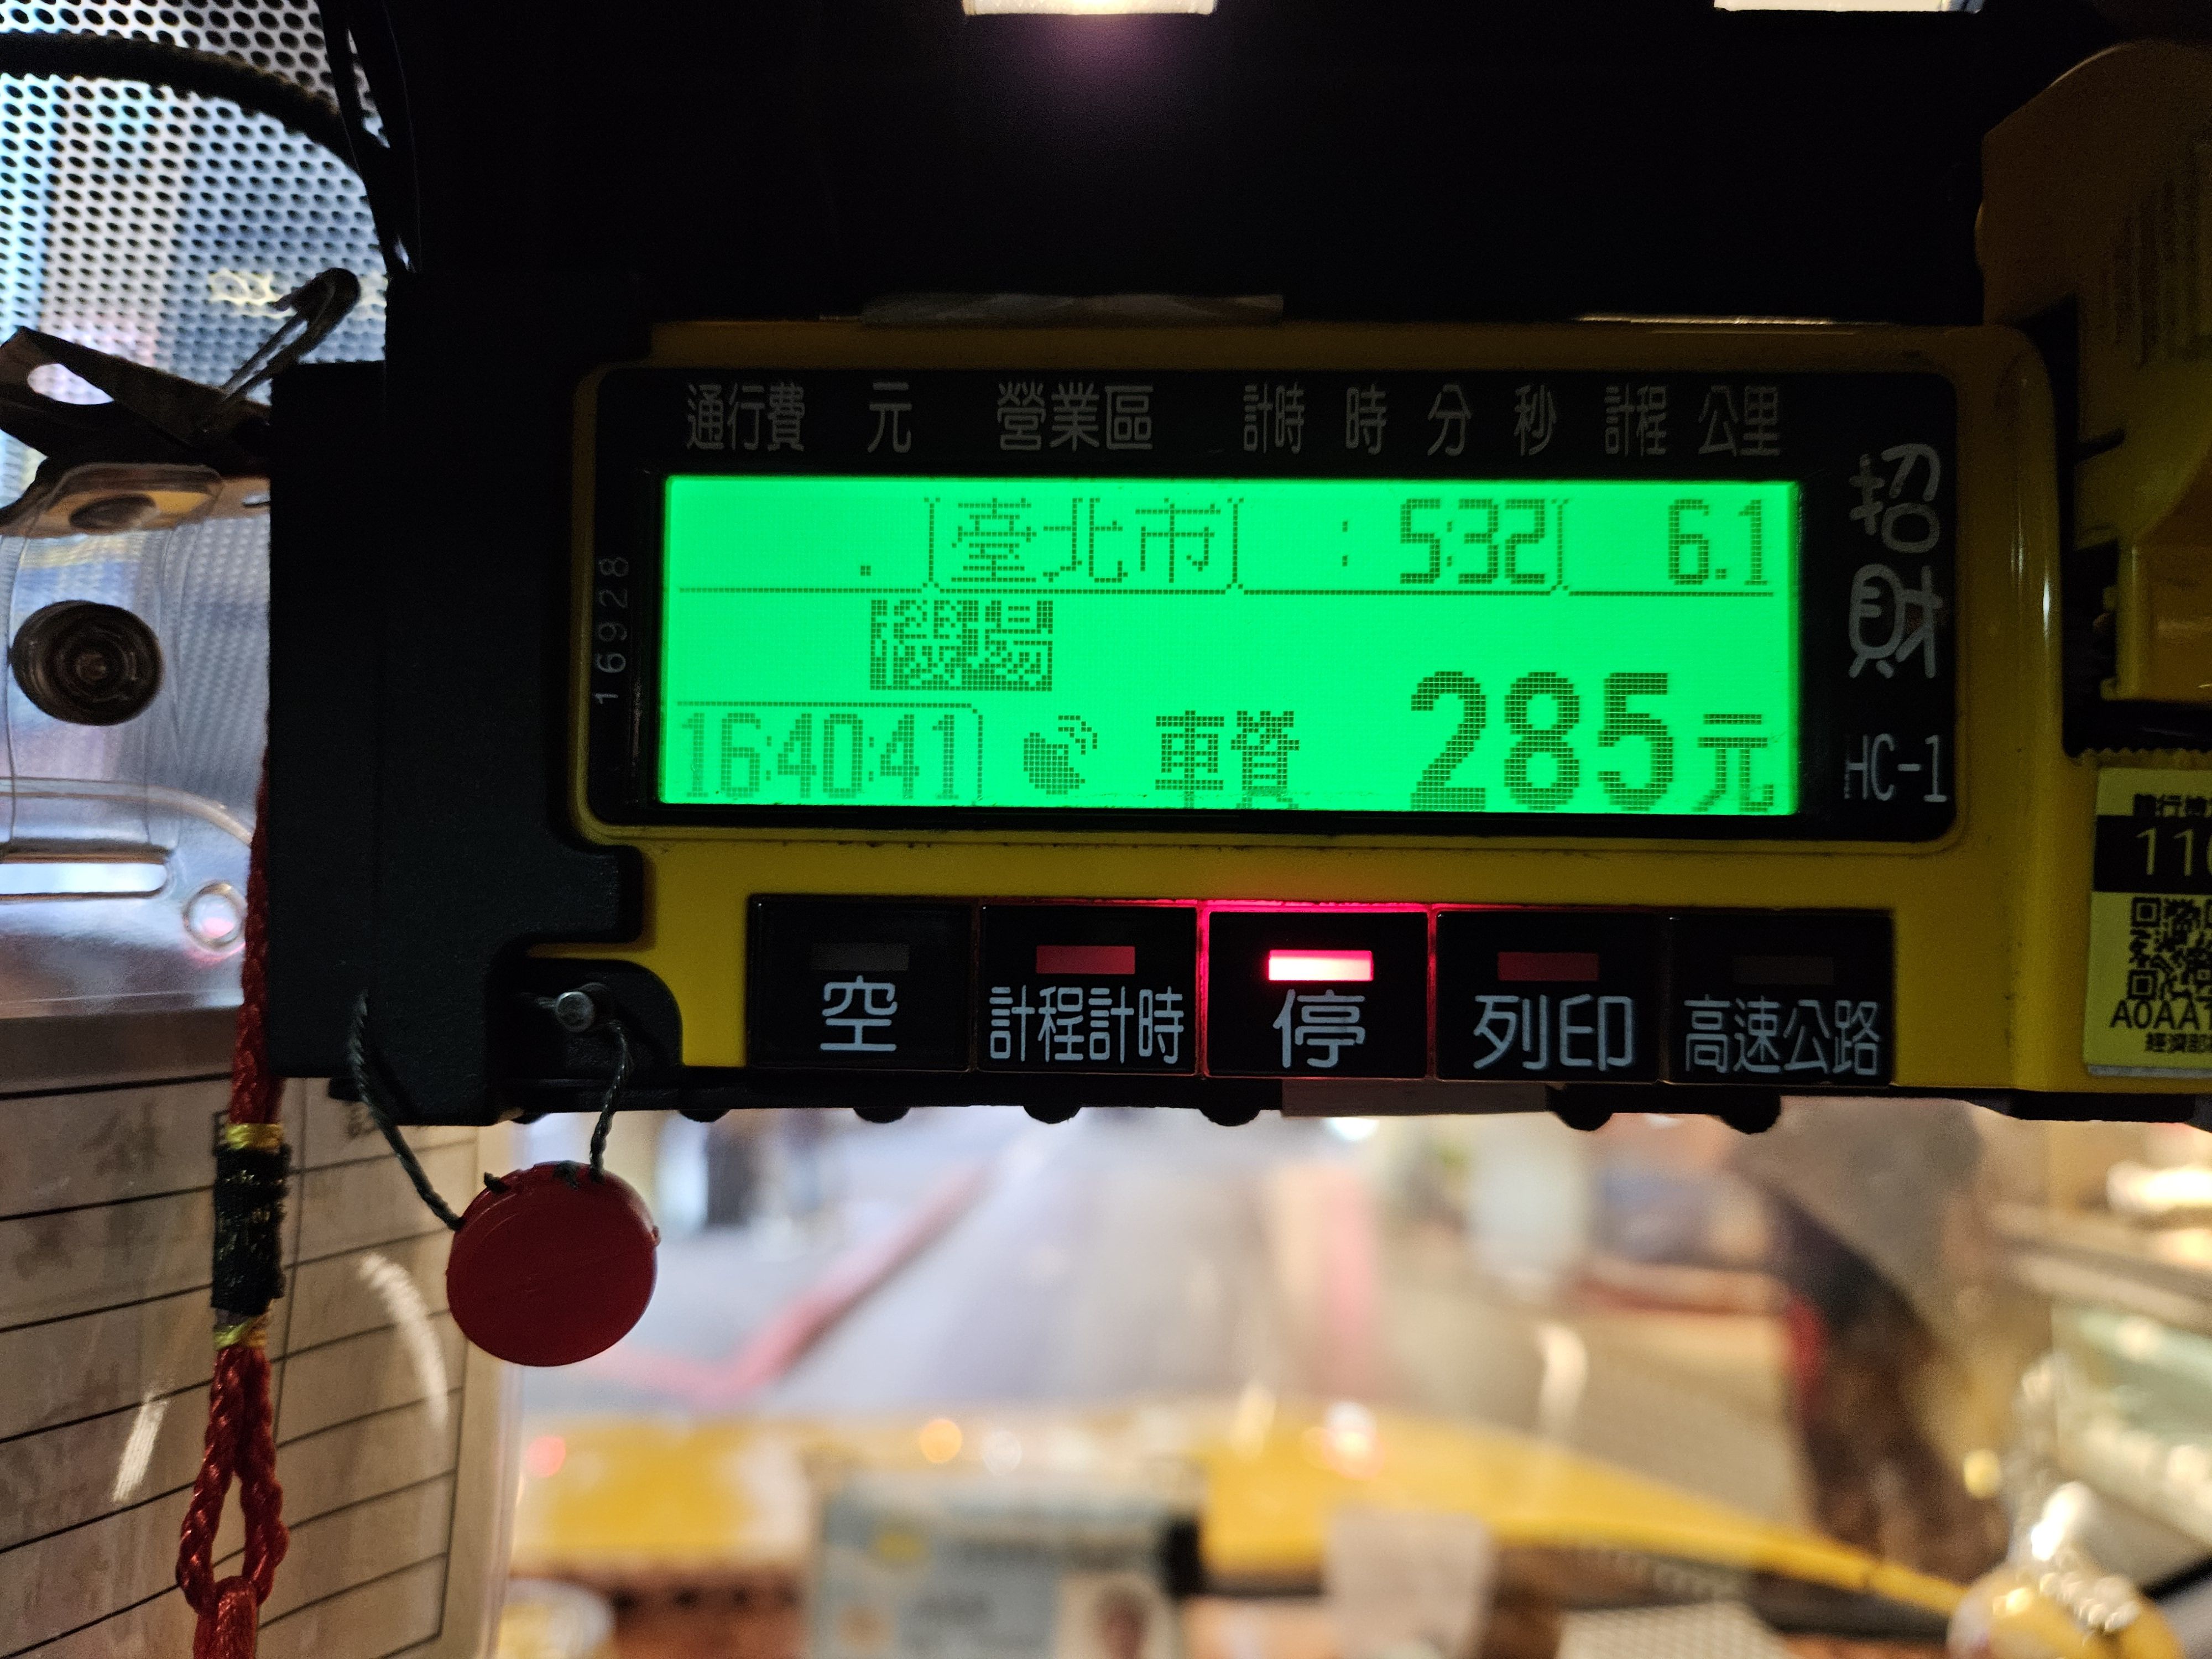 通行費 元 營業區 計時 時 分 秒 計程 公里
. 臺北市 : 5:32 6.1
16:40:41 車資 285元
招財
HC-1
16928
空 計程計時 停 列印 高速公路
110
A0AA1